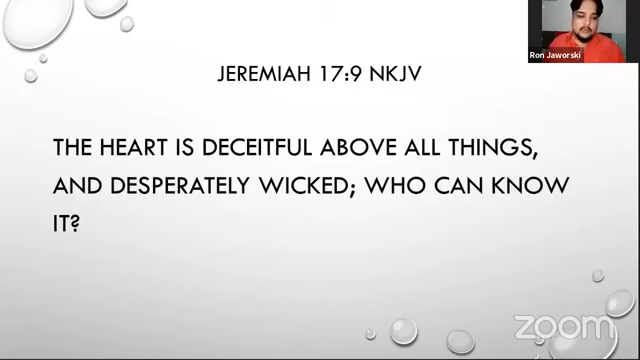 Ron Jaworski
JEREMIAH 17:9 NKJV
THE HEART IS DECEITFUL ABOVE ALL THINGS,
AND DESPERATELY WICKED; WHO CAN KNOW
IT?
zoom